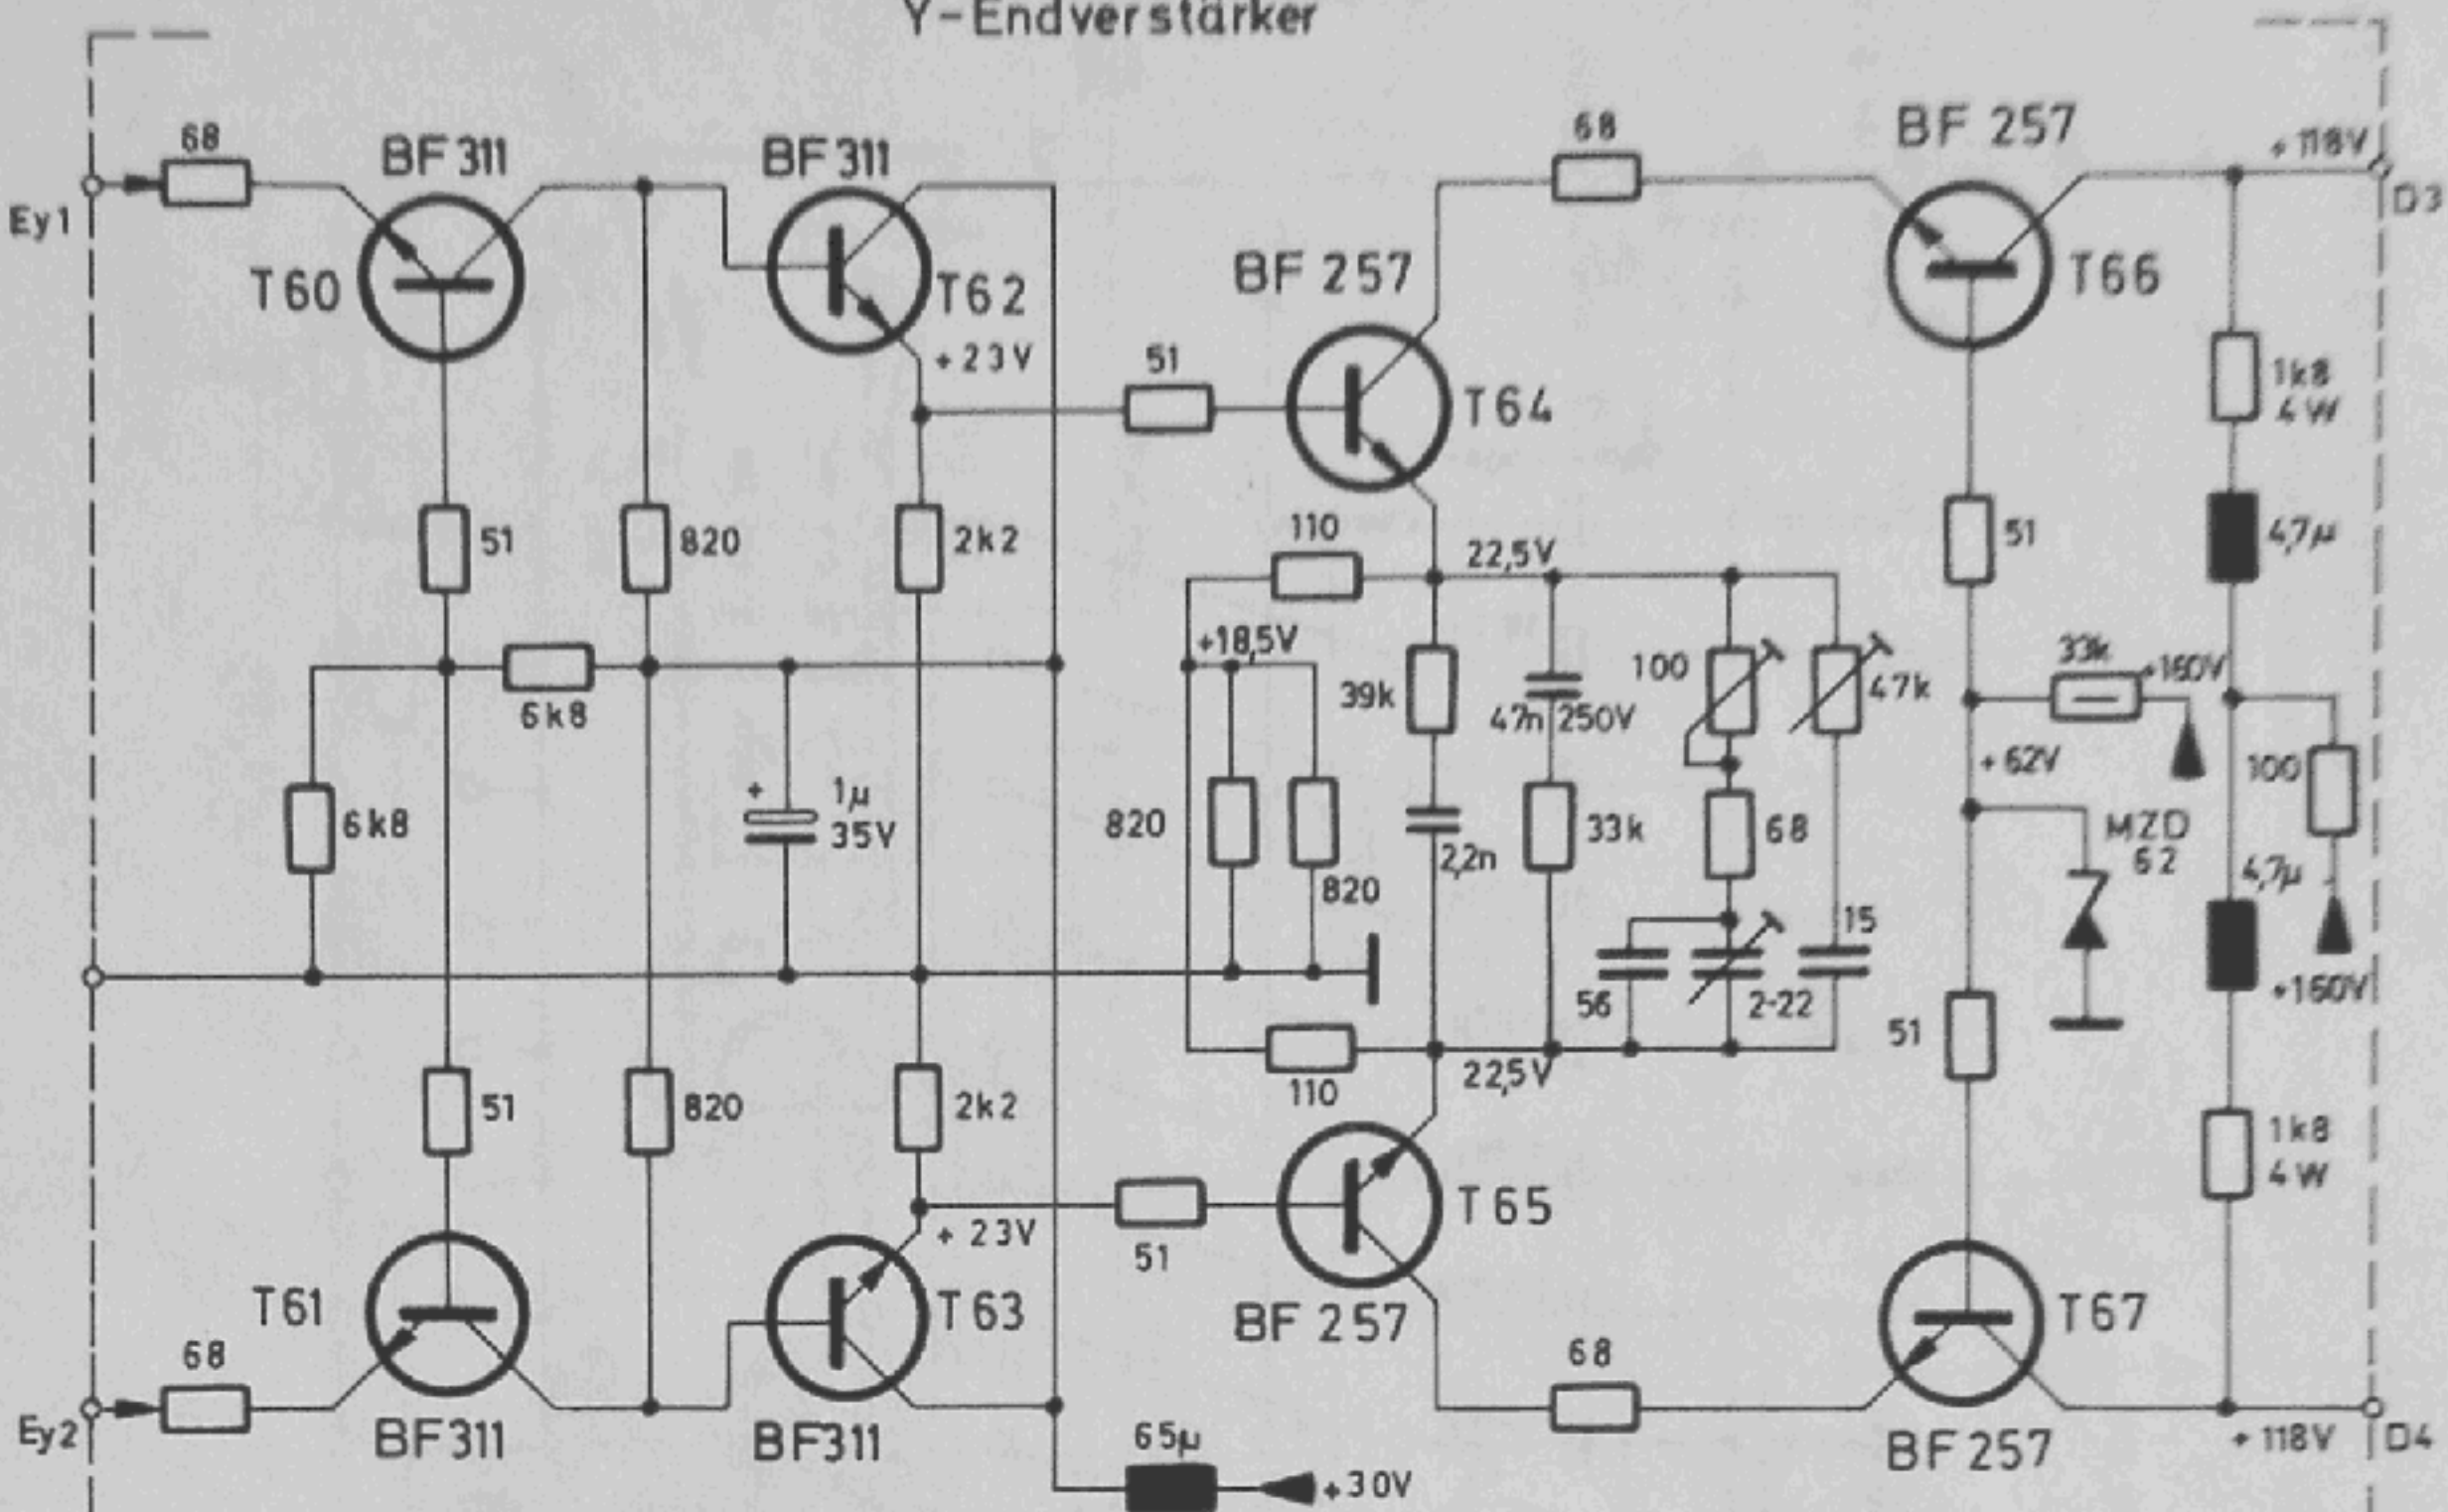 Y-Endverstärker
68
BF 311
BF 311
68
BF 257
+118V
Ey1
D3
T60
T62
BF 257
T66
+23V
51
T64
1k8
4W
51
820
2k2
110
22,5V
51
4,7µ
+18,5V
6k8
39k
47n 250V
100
47k
33k
+160V
+62V
100
6k8
1µ
35V
820
820
2,2n
33k
68
MZD
62
4,7µ
15
56
2-22
+160V
51
110
22,5V
51
820
2k2
1k8
4W
+23V
51
T61
T63
T65
T67
68
BF 257
68
Ey2
BF311
BF311
65µ
+30V
BF 257
+118V
D4